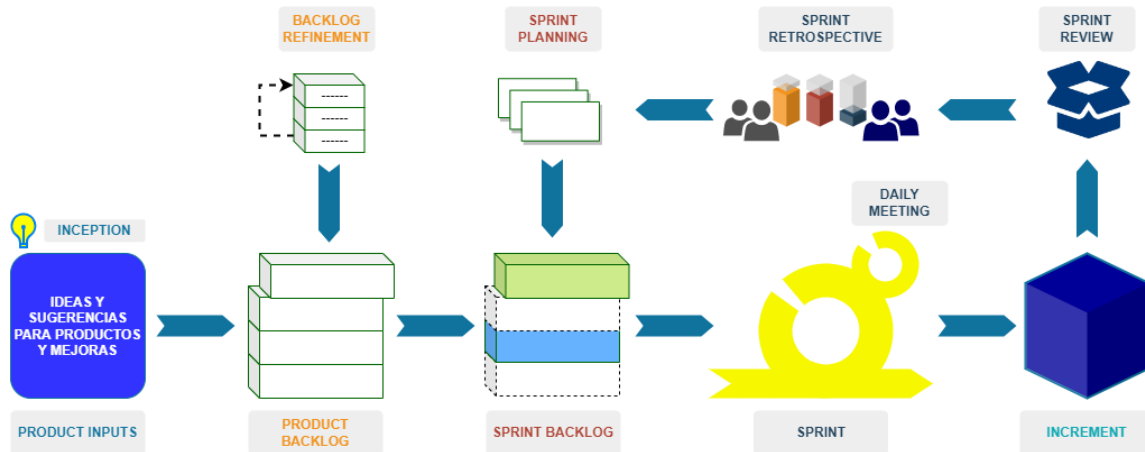 BACKLOG
REFINEMENT
SPRINT
PLANNING
SPRINT
RETROSPECTIVE
SPRINT
REVIEW
------
------
------
DAILY
MEETING
INCEPTION
IDEAS Y
SUGERENCIAS
PARA PRODUCTOS
Y MEJORAS
PRODUCT INPUTS
PRODUCT
BACKLOG
SPRINT BACKLOG
SPRINT
INCREMENT